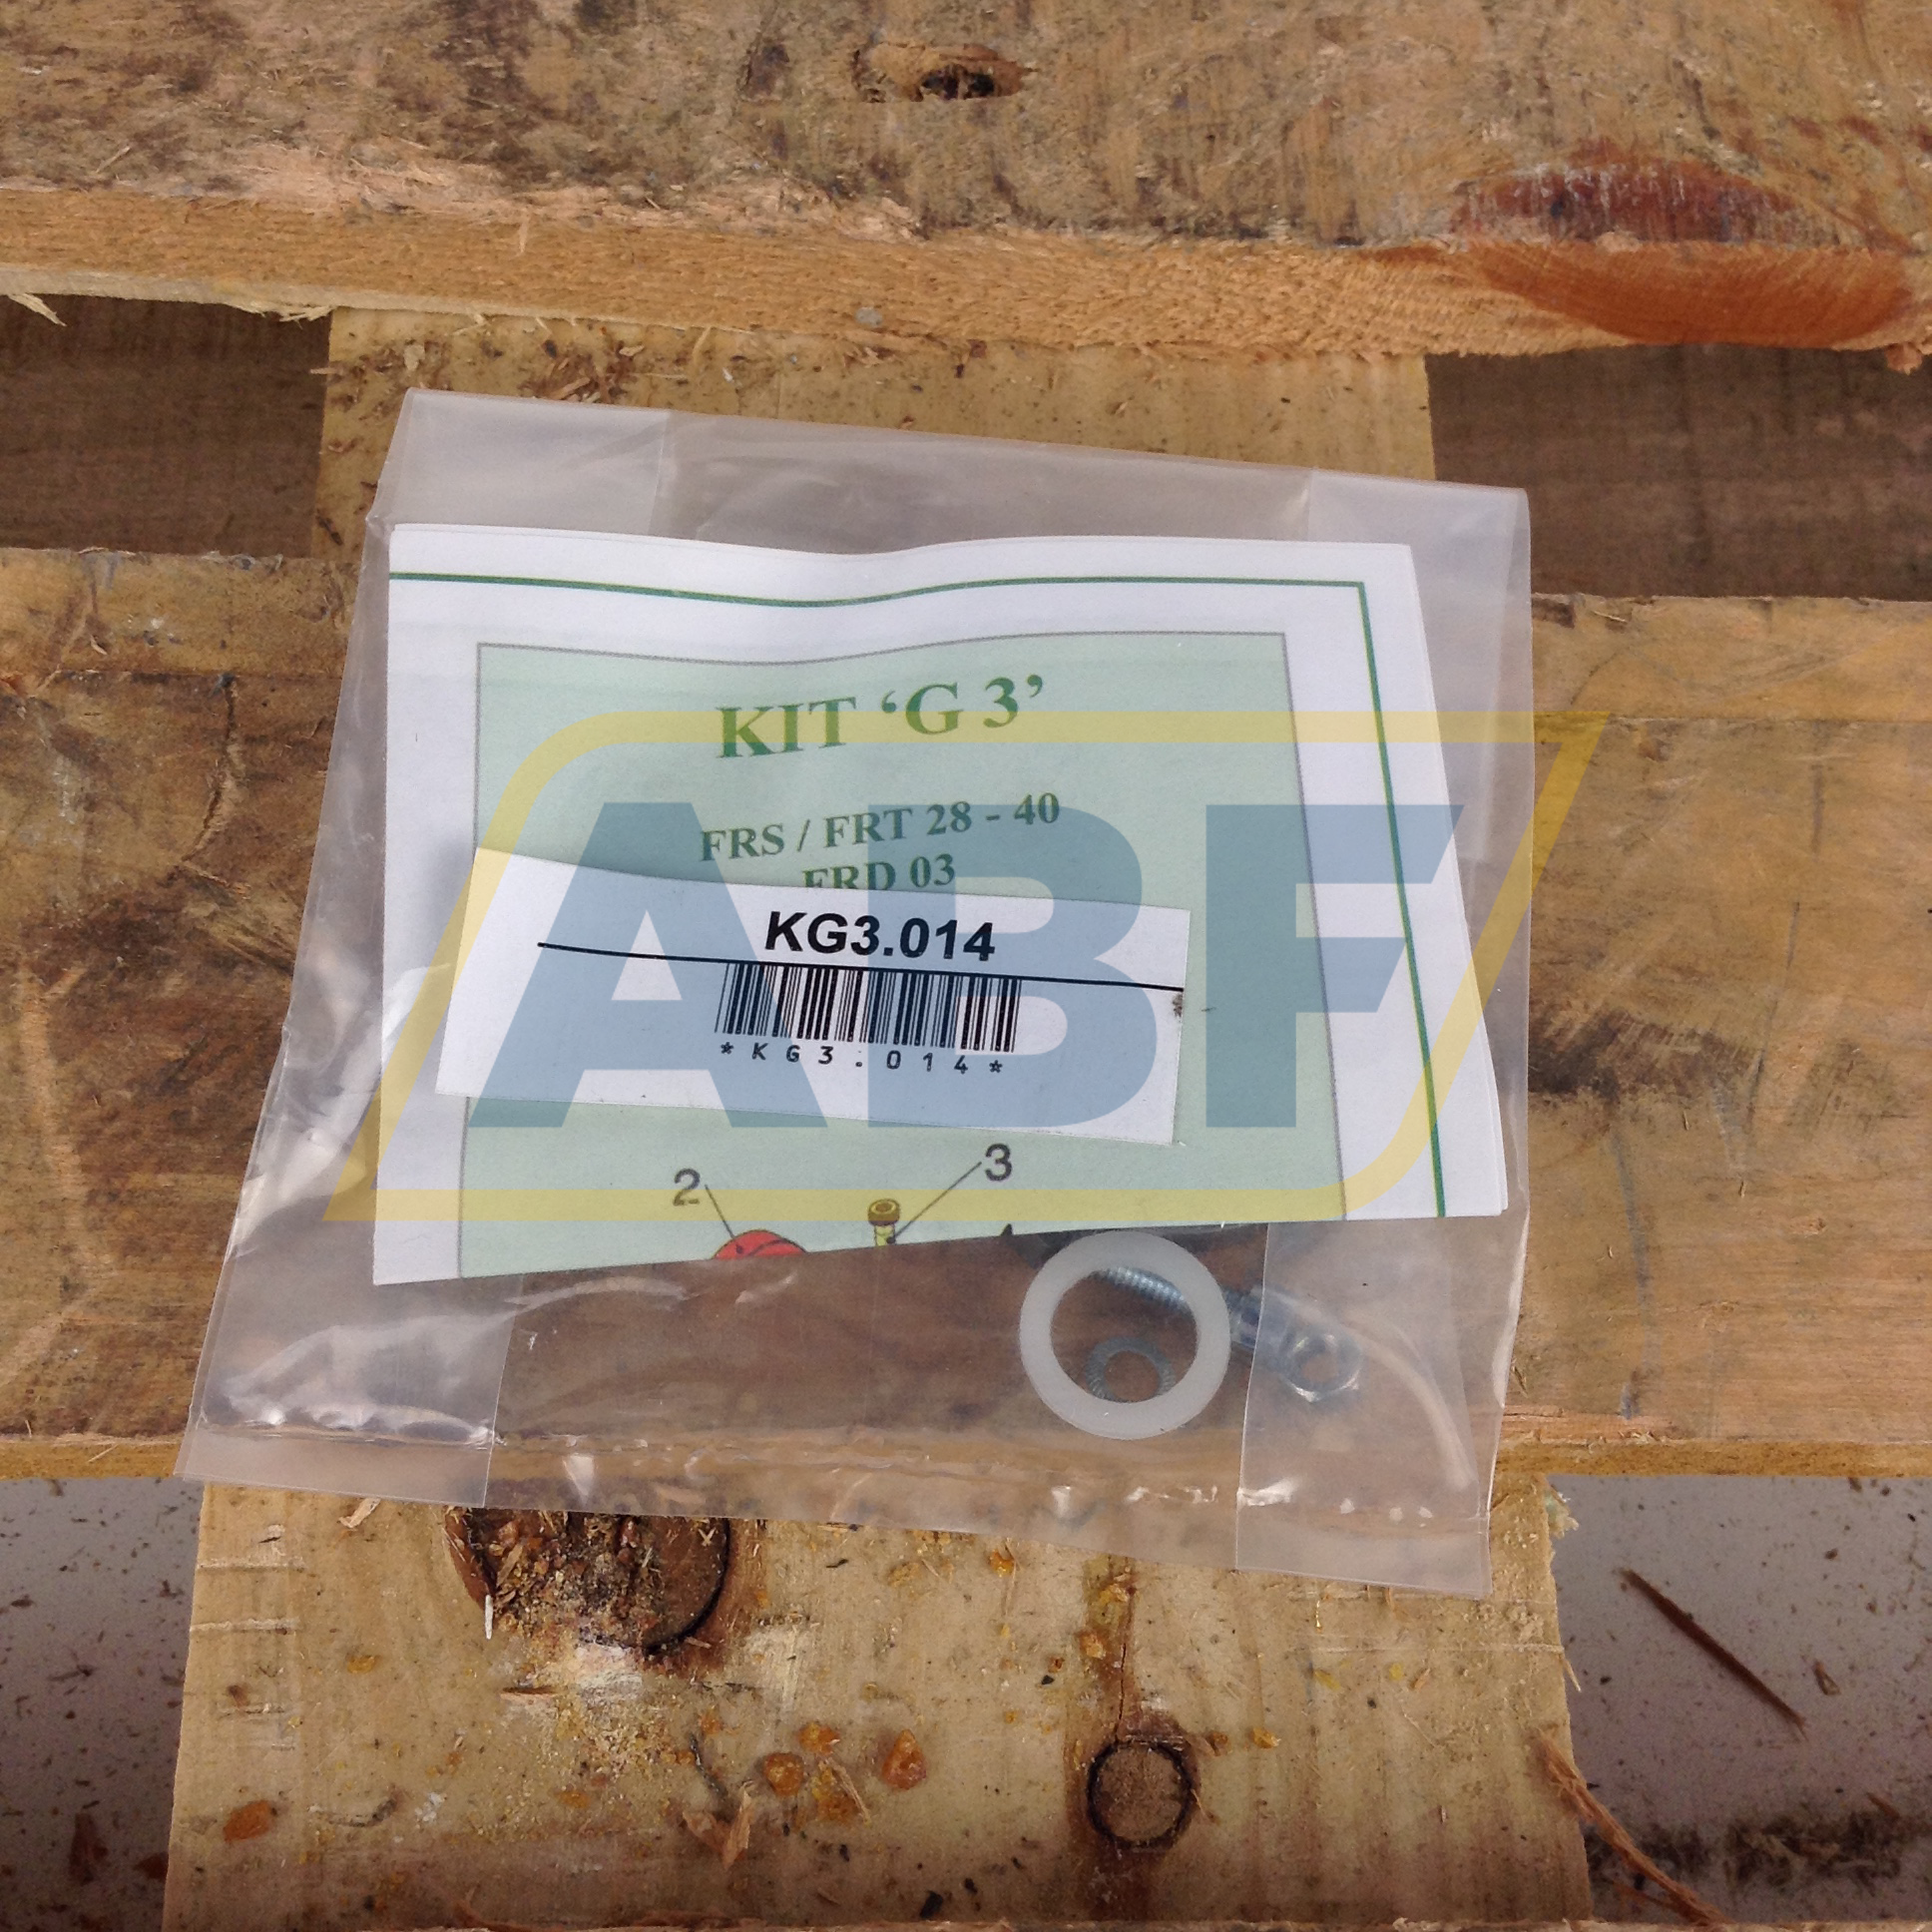 KIT ‘G 3’
FRS / FRT 28 - 40
FRD 03
KG3.014
*KG3.014*
ABF
2
3